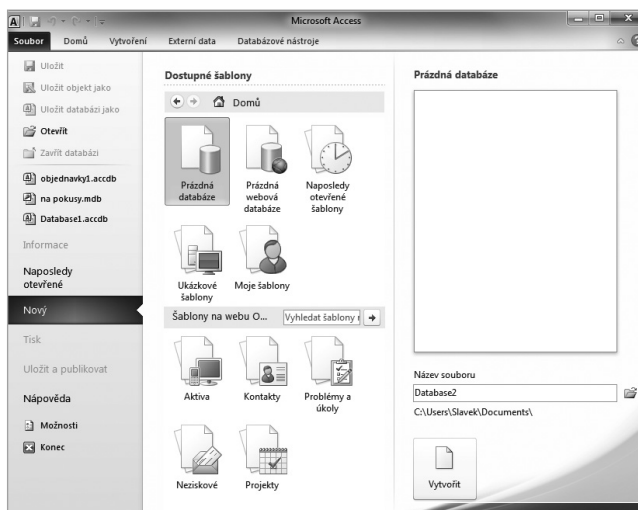 Microsoft Access
Soubor Domů Vytvoření Externí data Databázové nástroje
Uložit
Uložit objekt jako
Uložit databázi jako
Otevřít
Zavřít databázi
objednavky1.accdb
na pokusy.mdb
Database1.accdb
Informace
Naposledy
otevřené
Nový
Tisk
Uložit a publikovat
Nápověda
Možnosti
Konec
Dostupné šablony
Domů
Prázdná
databáze
Prázdná
webová
databáze
Naposledy
otevřené
šablony
Ukázkové
šablony
Moje šablony
Šablony na webu O...
Vyhledat šablony
Aktiva
Kontakty
Problémy a
úkoly
Neziskové
Projekty
Prázdná databáze
Název souboru
Database2
C:\Users\Slavek\Documents\
Vytvořit